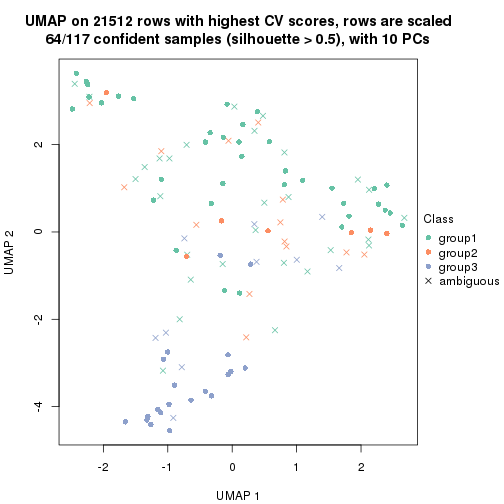 UMAP on 21512 rows with highest CV scores, rows are scaled
64/117 confident samples (silhouette > 0.5), with 10 PCs
UMAP 2
2
0
-2
-4
-2
-1
0
1
2
UMAP 1
Class
group1
group2
group3
ambiguous